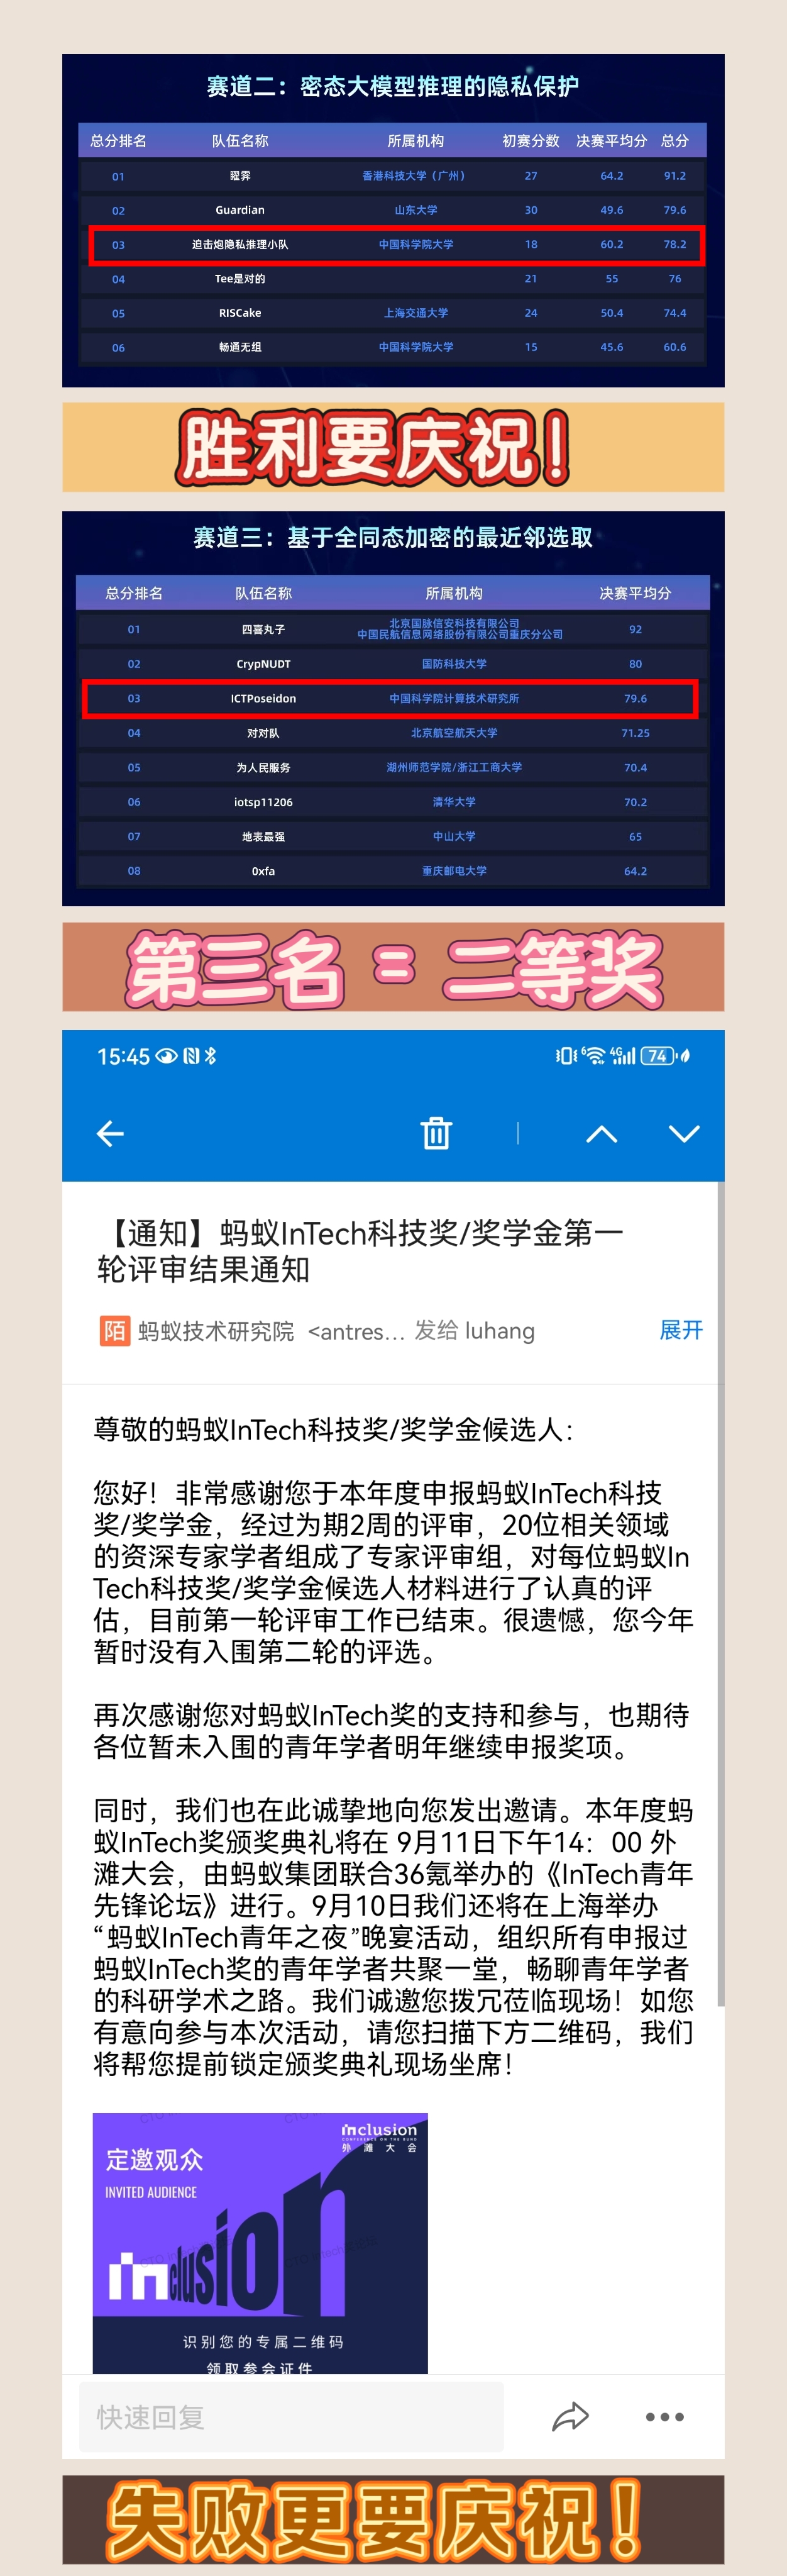 赛道二：密态大模型推理的隐私保护
总分排名 队伍名称 所属机构 初赛分数 决赛平均分 总分
01 曜霁 香港科技大学（广州） 27 64.2 91.2
02 Guardian 山东大学 30 49.6 79.6
03 迫击炮隐私推理小队 中国科学院大学 18 60.2 78.2
04 Tee是对的 21 55 76
05 RISCake 上海交通大学 24 50.4 74.4
06 畅通无组 中国科学院大学 15 45.6 60.6
胜利要庆祝！
赛道三：基于全同态加密的最近邻选取
总分排名 队伍名称 所属机构 决赛平均分
01 四喜丸子 北京国脉信安科技有限公司
中国民航信息网络股份有限公司重庆分公司 92
02 CrypNUDT 国防科技大学 80
03 ICTPoseidon 中国科学院计算技术研究所 79.6
04 对对队 北京航空航天大学 71.25
05 为人民服务 湖州师范学院/浙江工商大学 70.4
06 iotsp11206 清华大学 70.2
07 地表最强 中山大学 65
08 0xfa 重庆邮电大学 64.2
第三名 = 二等奖
15:45 6 4G 74
【通知】蚂蚁InTech科技奖/奖学金第一
轮评审结果通知
陌 蚂蚁技术研究院 <antres... 发给 luhang 展开
尊敬的蚂蚁InTech科技奖/奖学金候选人：
您好！非常感谢您于本年度申报蚂蚁InTech科技
奖/奖学金，经过为期2周的评审，20位相关领域
的资深专家学者组成了专家评审组，对每位蚂蚁In
Tech科技奖/奖学金候选人材料进行了认真的评
估，目前第一轮评审工作已结束。很遗憾，您今年
暂时没有入围第二轮的评选。
再次感谢您对蚂蚁InTech奖的支持和参与，也期待
各位暂未入围的青年学者明年继续申报奖项。
同时，我们也在此诚挚地向您发出邀请。本年度蚂
蚁InTech奖颁奖典礼将在 9月11日下午14：00 外
滩大会，由蚂蚁集团联合36氪举办的《InTech青年
先锋论坛》进行。9月10日我们还将在上海举办
“蚂蚁InTech青年之夜”晚宴活动，组织所有申报过
蚂蚁InTech奖的青年学者共聚一堂，畅聊青年学者
的科研学术之路。我们诚邀您拨冗莅临现场！如您
有意向参与本次活动，请您扫描下方二维码，我们
将帮您提前锁定颁奖典礼现场坐席！
inclusion
CONFERENCE ON THE BUND
外滩大会
定邀观众
INVITED AUDIENCE
inclusion
识别您的专属二维码
领取参会证件
快速回复
失败更要庆祝！